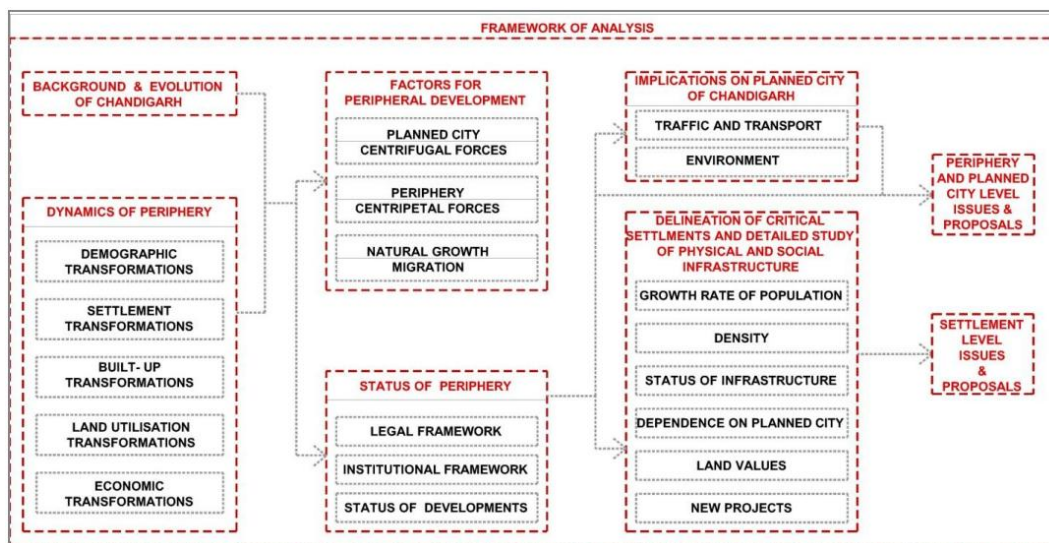 FRAMEWORK OF ANALYSIS
BACKGROUND & EVOLUTION
OF CHANDIGARH
DYNAMICS OF PERIPHERY
DEMOGRAPHIC
TRANSFORMATIONS
SETTLEMENT
TRANSFORMATIONS
BUILT- UP
TRANSFORMATIONS
LAND UTILISATION
TRANSFORMATIONS
ECONOMIC
TRANSFORMATIONS
FACTORS FOR
PERIPHERAL DEVELOPMENT
PLANNED CITY
CENTRIFUGAL FORCES
PERIPHERY
CENTRIPETAL FORCES
NATURAL GROWTH
MIGRATION
STATUS OF PERIPHERY
LEGAL FRAMEWORK
INSTITUTIONAL FRAMEWORK
STATUS OF DEVELOPMENTS
IMPLICATIONS ON PLANNED CITY
OF CHANDIGARH
TRAFFIC AND TRANSPORT
ENVIRONMENT
DELINEATION OF CRITICAL
SETTLMENTS AND DETAILED STUDY
OF PHYSICAL AND SOCIAL
INFRASTRUCTURE
GROWTH RATE OF POPULATION
DENSITY
STATUS OF INFRASTRUCTURE
DEPENDENCE ON PLANNED CITY
LAND VALUES
NEW PROJECTS
PERIPHERY
AND PLANNED
CITY LEVEL
ISSUES &
PROPOSALS
SETTLEMENT
LEVEL
ISSUES
&
PROPOSALS